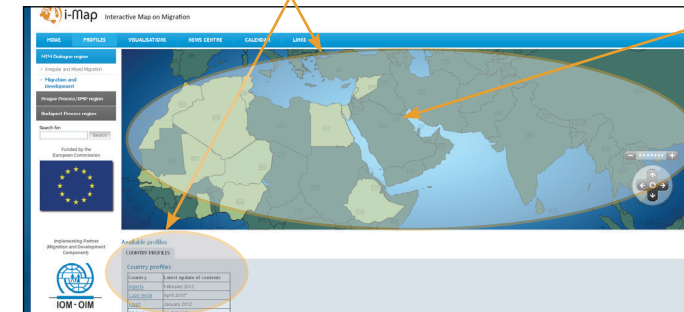 i-Map Interactive Map on Migration
HOME PROFILES VISUALISATIONS NEWS CENTRE CALENDAR LINKS
MTM Dialogue region
Irregular and Mixed Migration
Migration and
Development
Prague Process/BMP region
Budapest Process region
Search for:
Search
Funded by the
European Commission
Implementing Partner
(Migration and Development
Component)
IOM • OIM
Available profiles
COUNTRY PROFILES
Country profiles
Country Latest update of contents
Algeria February 2012
Cape Verde April 2010*
Egypt January 2012